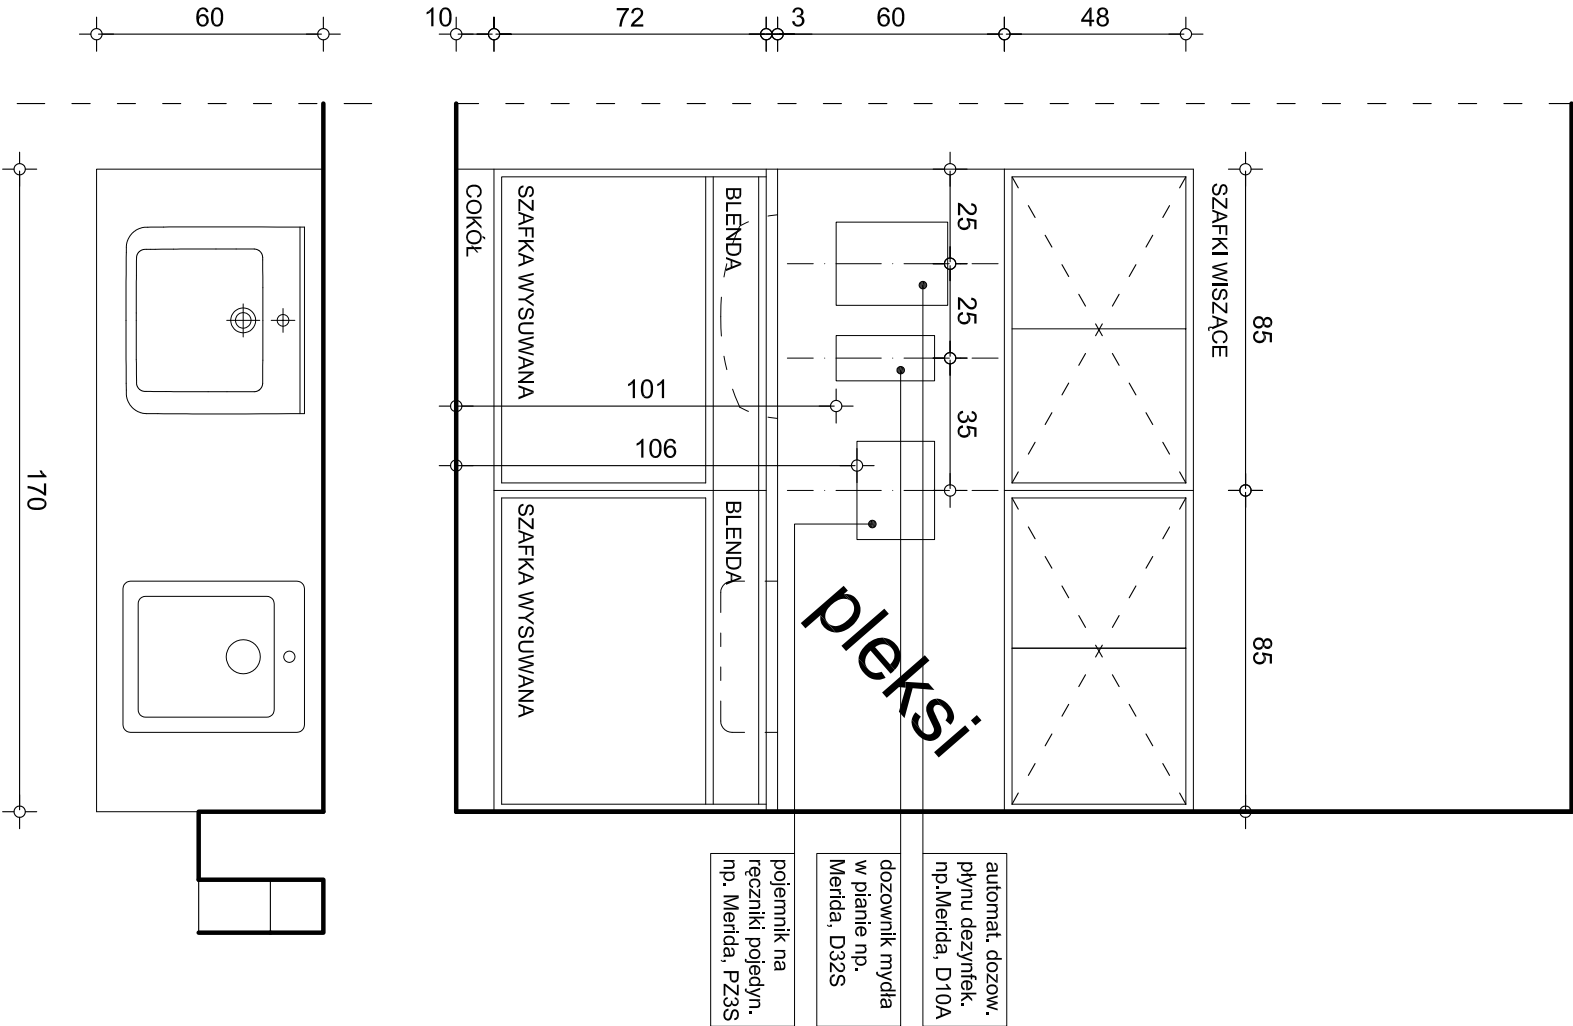 60
10
72
3
60
48
SZAFKI WISZĄCE
85
85
25
25
35
BLENDA
BLENDA
SZAFKA WYSUWANA
SZAFKA WYSUWANA
COKÓŁ
101
106
170
pleksi
automat. dozow.
płynu dezynfek.
np.Merida, D10A
dozownik mydła
w pianie np.
Merida, D32S
pojemnik na
ręczniki pojedyn.
np. Merida, PZ3S